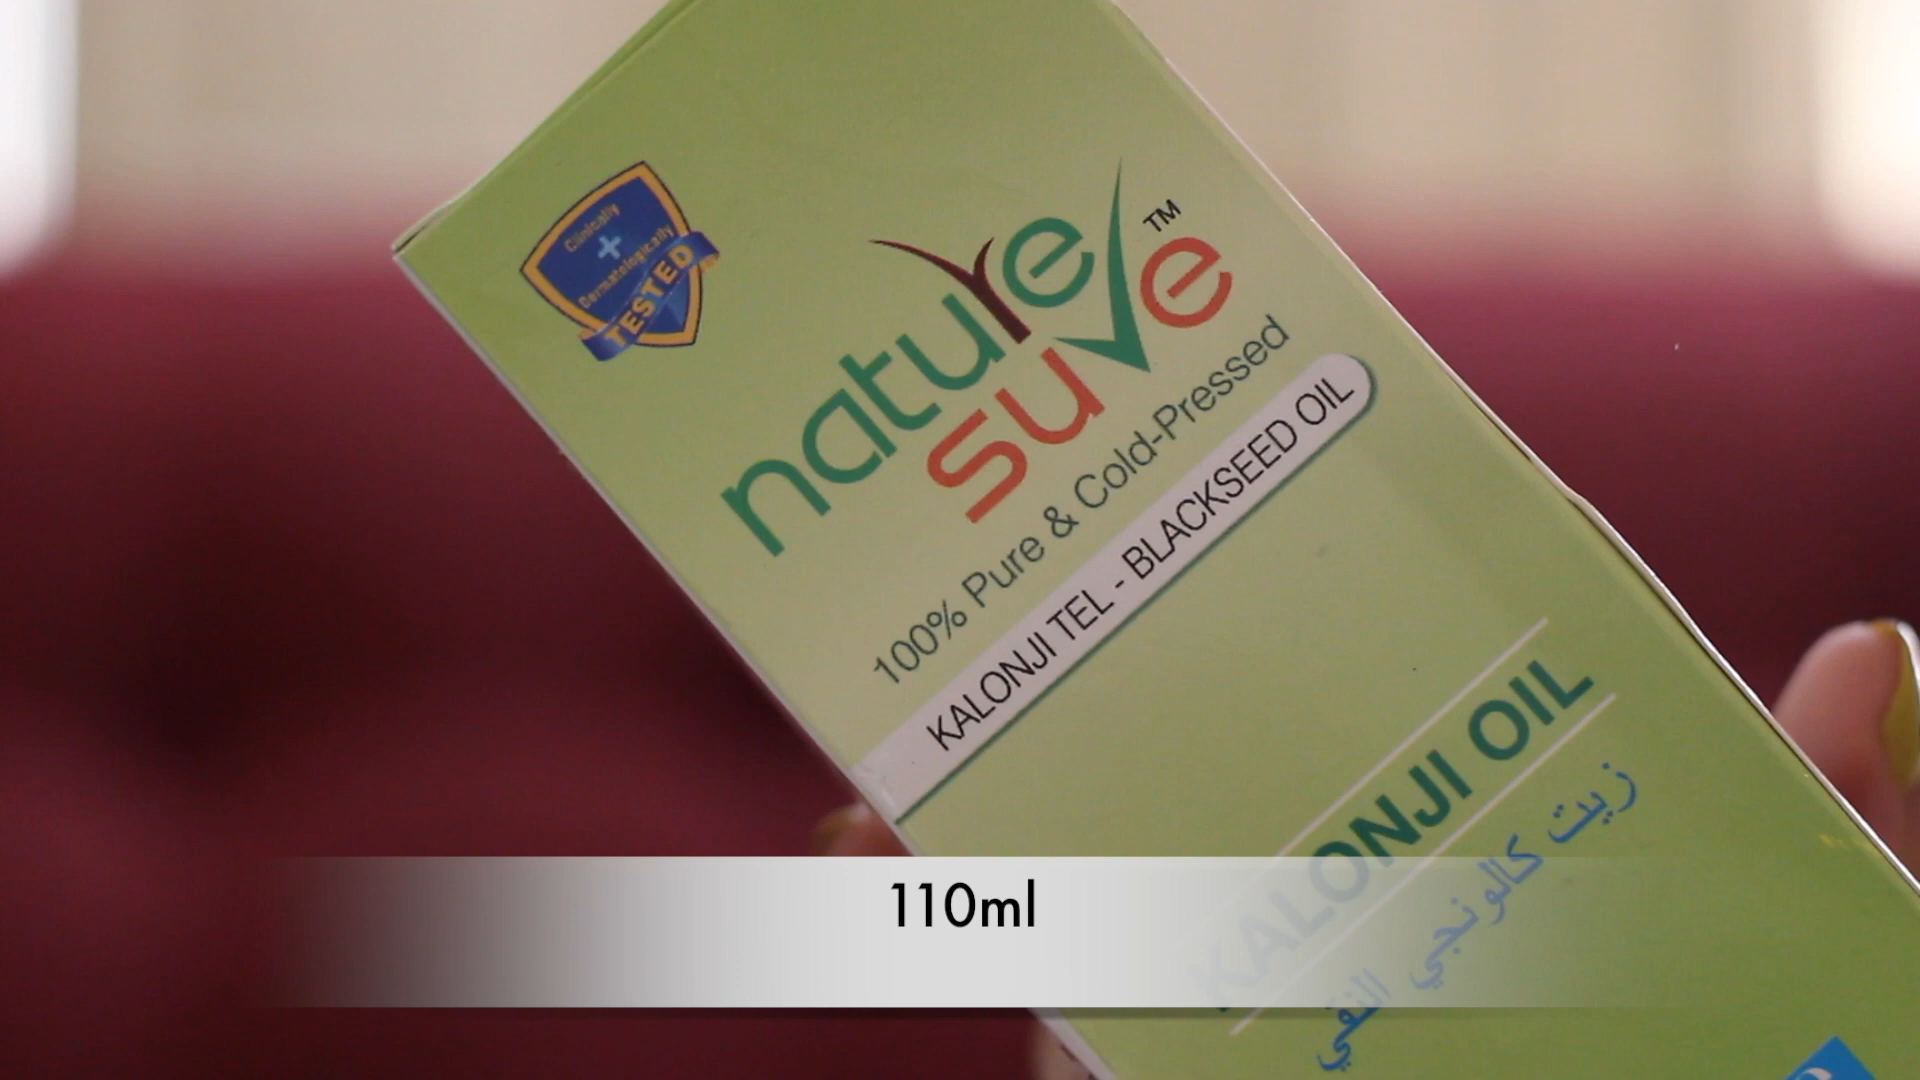 Clinically
+
Dermatologically
TESTED
nature
suve
TM
100% Pure & Cold-Pressed
KALONJI TEL - BLACKSEED OIL
KALONJI OIL
زيت كالونجي النقي
110ml